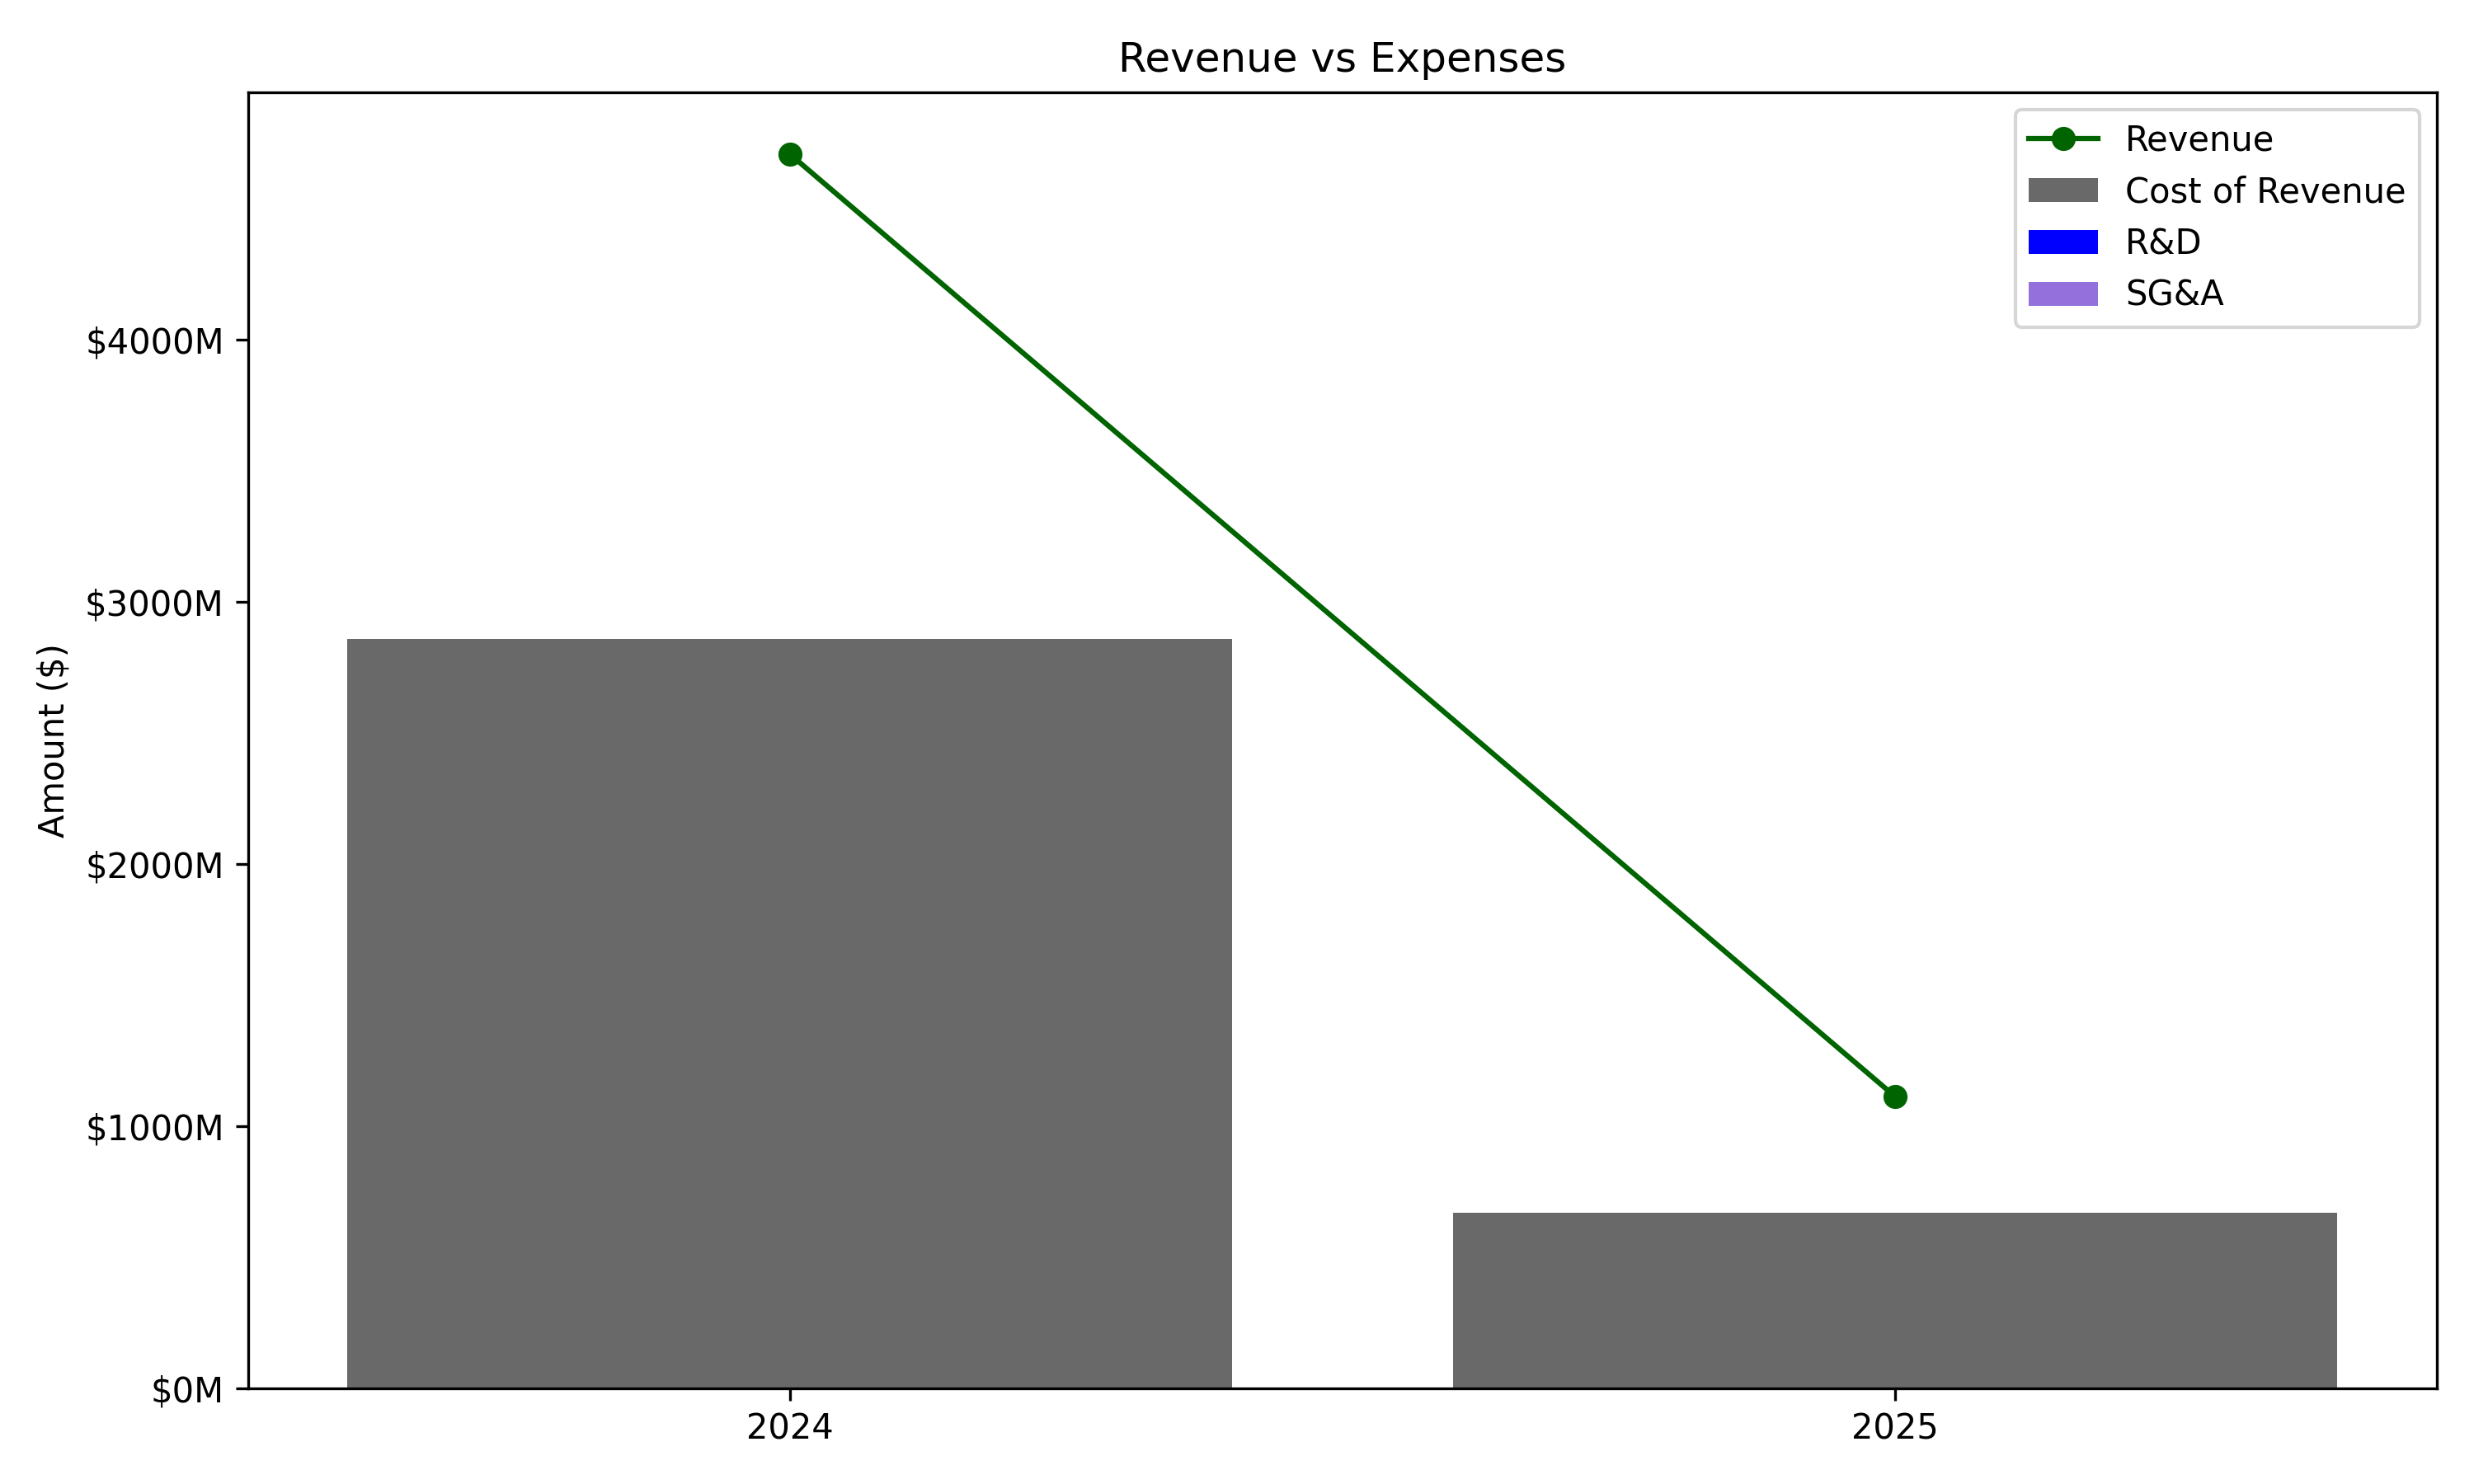 Revenue vs Expenses
Revenue
Cost of Revenue
R&D
SG&A
Amount ($)
$4000M
$3000M
$2000M
$1000M
$0M
2024
2025